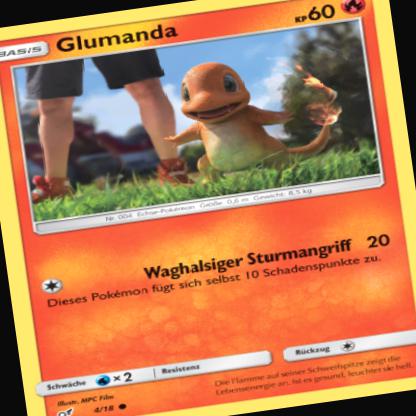 BASIS Glumanda KP60
Nr. 004 Echse-Pokémon Größe: 0,6 m Gewicht: 8,5 kg
Waghalsiger Sturmangriff 20
Dieses Pokémon fügt sich selbst 10 Schadenspunkte zu.
Schwäche ×2 Resistenz Rückzug
Illustr. MPC Film
4/18
Die Flamme auf seiner Schweifspitze zeigt die
Lebensenergie an. Ist es gesund, leuchtet sie hell.